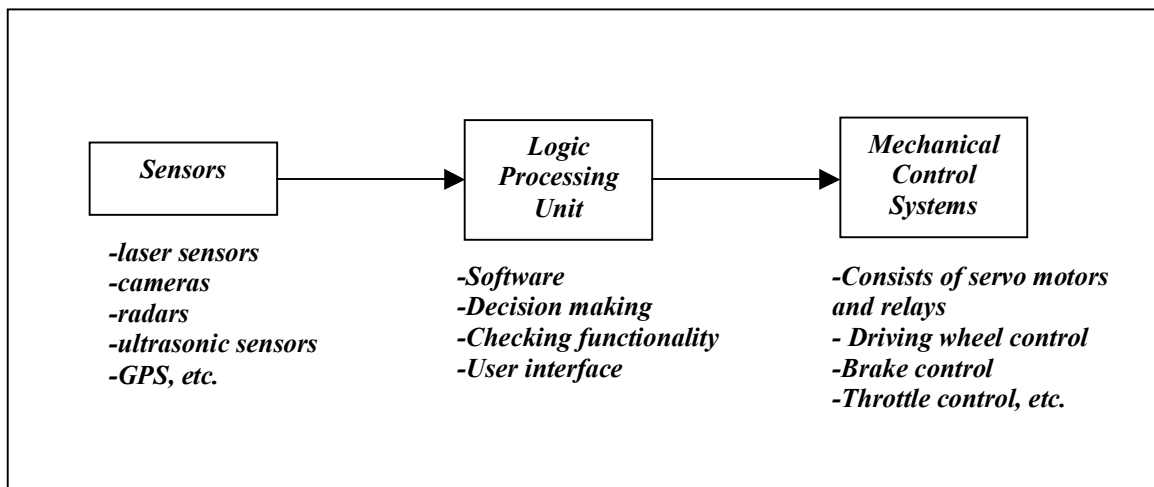 Sensors
-laser sensors
-cameras
-radars
-ultrasonic sensors
-GPS, etc.
Logic
Processing
Unit
-Software
-Decision making
-Checking functionality
-User interface
Mechanical
Control
Systems
-Consists of servo motors
and relays
- Driving wheel control
-Brake control
-Throttle control, etc.